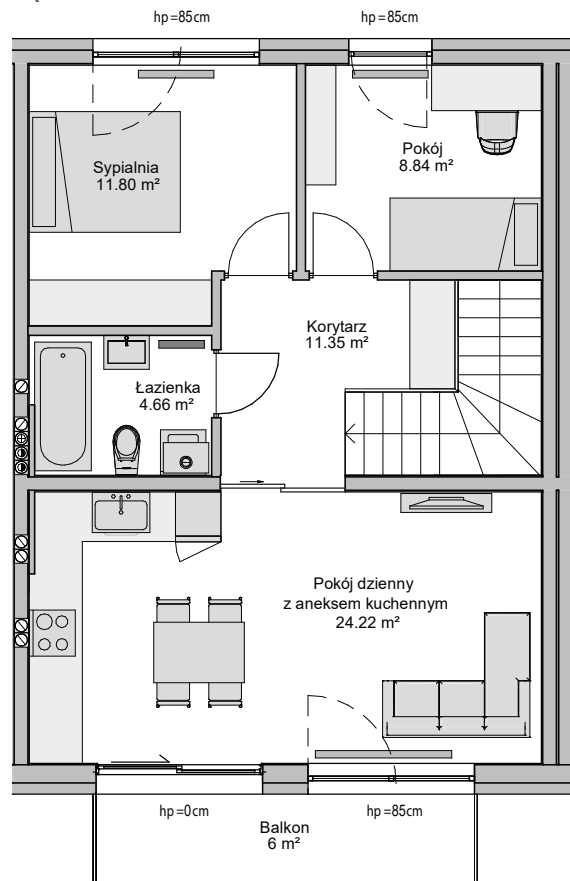 hp=85cm
hp=85cm
Sypialnia
11.80 m²
Pokój
8.84 m²
Korytarz
11.35 m²
Łazienka
4.66 m²
Pokój dzienny
z aneksem kuchennym
24.22 m²
hp=0cm
hp=85cm
Balkon
6 m²